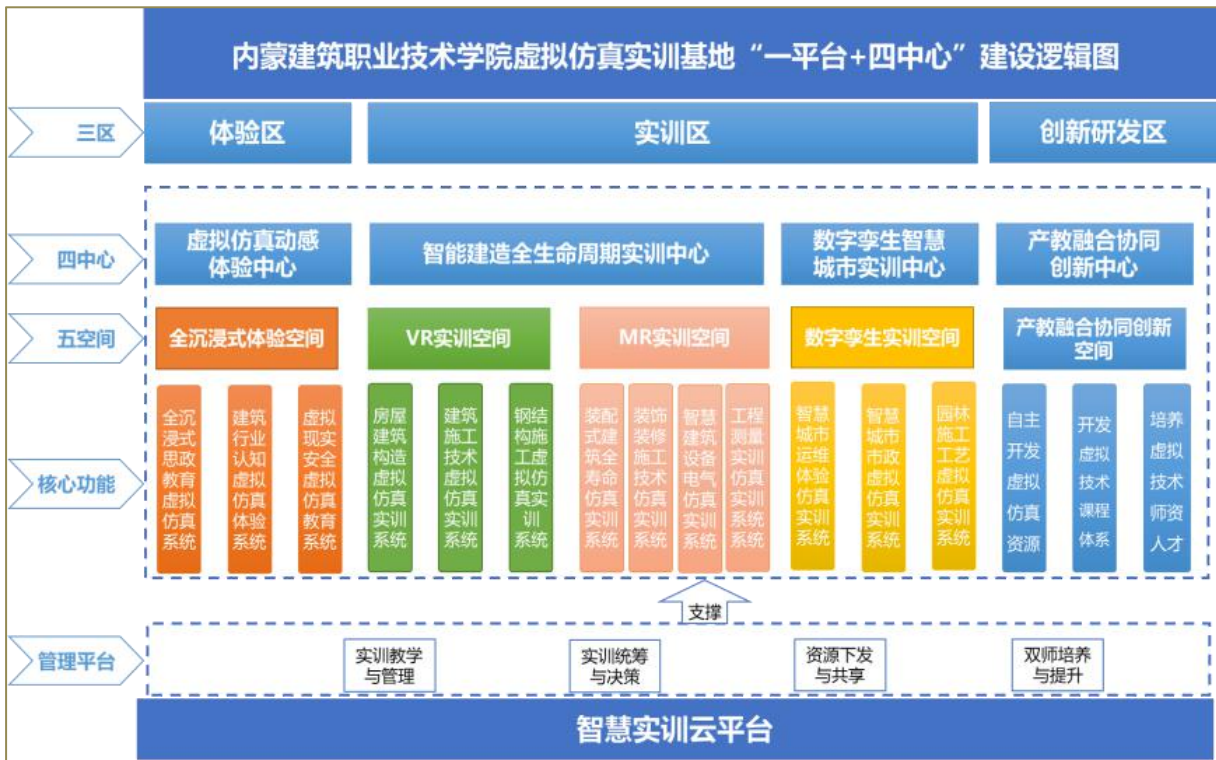 内蒙建筑职业技术学院虚拟仿真实训基地“一平台+四中心”建设逻辑图
三区
体验区
实训区
创新研发区
四中心
虚拟仿真动感
体验中心
智能建造全生命周期实训中心
数字孪生智慧
城市实训中心
产教融合协同
创新中心
五空间
全沉浸式体验空间
VR实训空间
MR实训空间
数字孪生实训空间
产教融合协同创新
空间
核心功能
全沉
浸式
思政
教育
虚拟
仿真
系统
建筑
行业
认知
虚拟
仿真
体验
系统
虚拟
现实
安全
虚拟
仿真
教育
系统
房屋
建筑
构造
虚拟
仿真
实训
系统
建筑
施工
技术
虚拟
仿真
实训
系统
钢结
构施
工虚
拟仿
真实
训
系统
装配
式建
筑全
寿命
仿真
实训
系统
装饰
装修
施工
技术
仿真
实训
系统
智慧
建筑
设备
电气
仿真
实训
系统
工程
测量
实训
仿真
实训
系统
系统
智慧
城市
运维
体验
仿真
实训
系统
智慧
城市
市政
虚拟
仿真
实训
系统
园林
施工
工艺
虚拟
仿真
实训
系统
自主
开发
虚拟
仿真
资源
开发
虚拟
技术
课程
体系
培养
虚拟
技术
师资
人才
支撑
管理平台
实训教学
与管理
实训统筹
与决策
资源下发
与共享
双师培养
与提升
智慧实训云平台